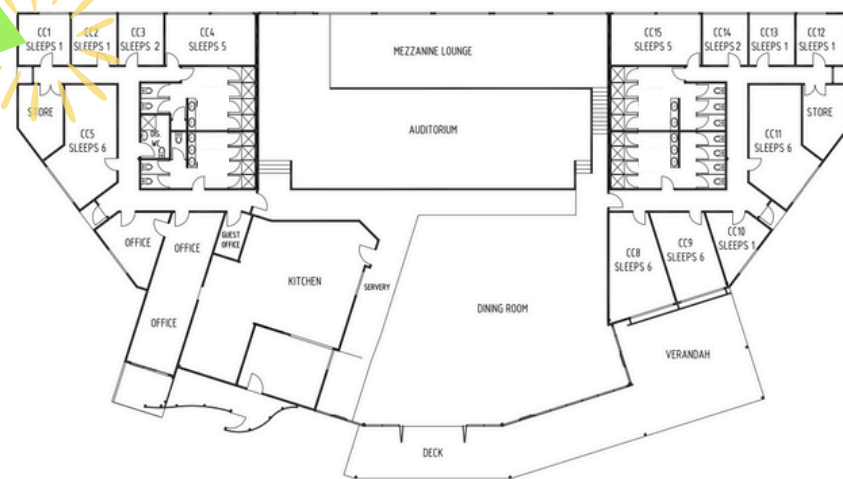 CC1
SLEEPS 1
CC2
SLEEPS 1
CC3
SLEEPS 2
CC4
SLEEPS 5
MEZZANINE LOUNGE
CC15
SLEEPS 5
CC14
SLEEPS 2
CC13
SLEEPS 1
CC12
SLEEPS 1
STORE
CC5
SLEEPS 6
DIS.
WC
AUDITORIUM
CC11
SLEEPS 6
STORE
OFFICE
OFFICE
GUEST
OFFICE
CC8
SLEEPS 6
CC9
SLEEPS 6
CC10
SLEEPS 1
KITCHEN
SERVERY
DINING ROOM
OFFICE
VERANDAH
DECK